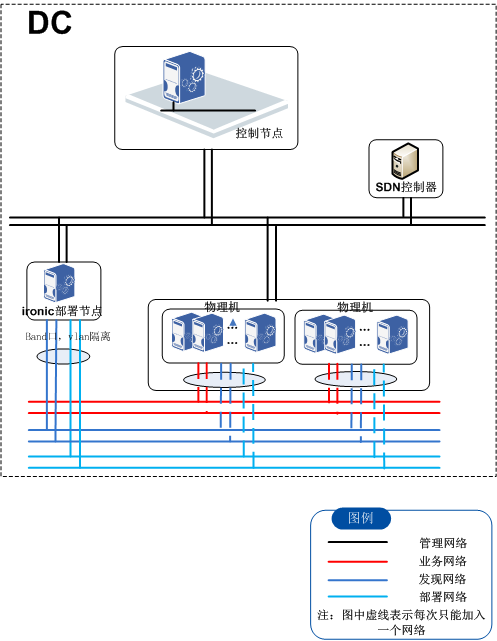 DC
控制节点
SDN控制器
ironic部署节点
Band口，vlan隔离
物理机
物理机
...
...
...
...
图例
管理网络
业务网络
发现网络
部署网络
注：图中虚线表示每次只能加入
一个网络